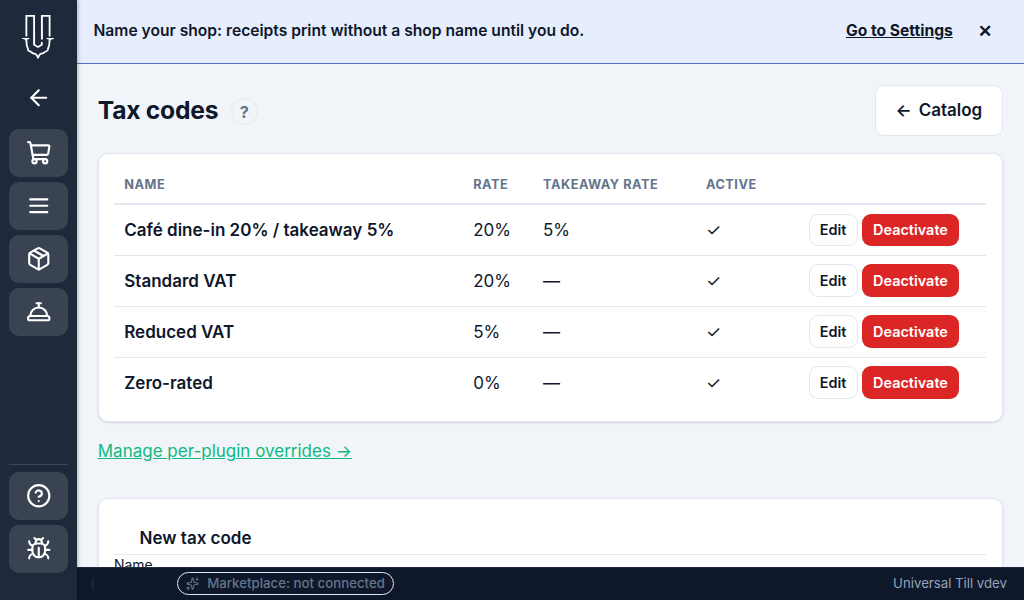 Name your shop: receipts print without a shop name until you do. Go to Settings ✕
Tax codes ? ← Catalog
NAME RATE TAKEAWAY RATE ACTIVE
Café dine-in 20% / takeaway 5% 20% 5% ✓ Edit Deactivate
Standard VAT 20% — ✓ Edit Deactivate
Reduced VAT 5% — ✓ Edit Deactivate
Zero-rated 0% — ✓ Edit Deactivate
Manage per-plugin overrides →
New tax code
Name
Marketplace: not connected Universal Till vdev